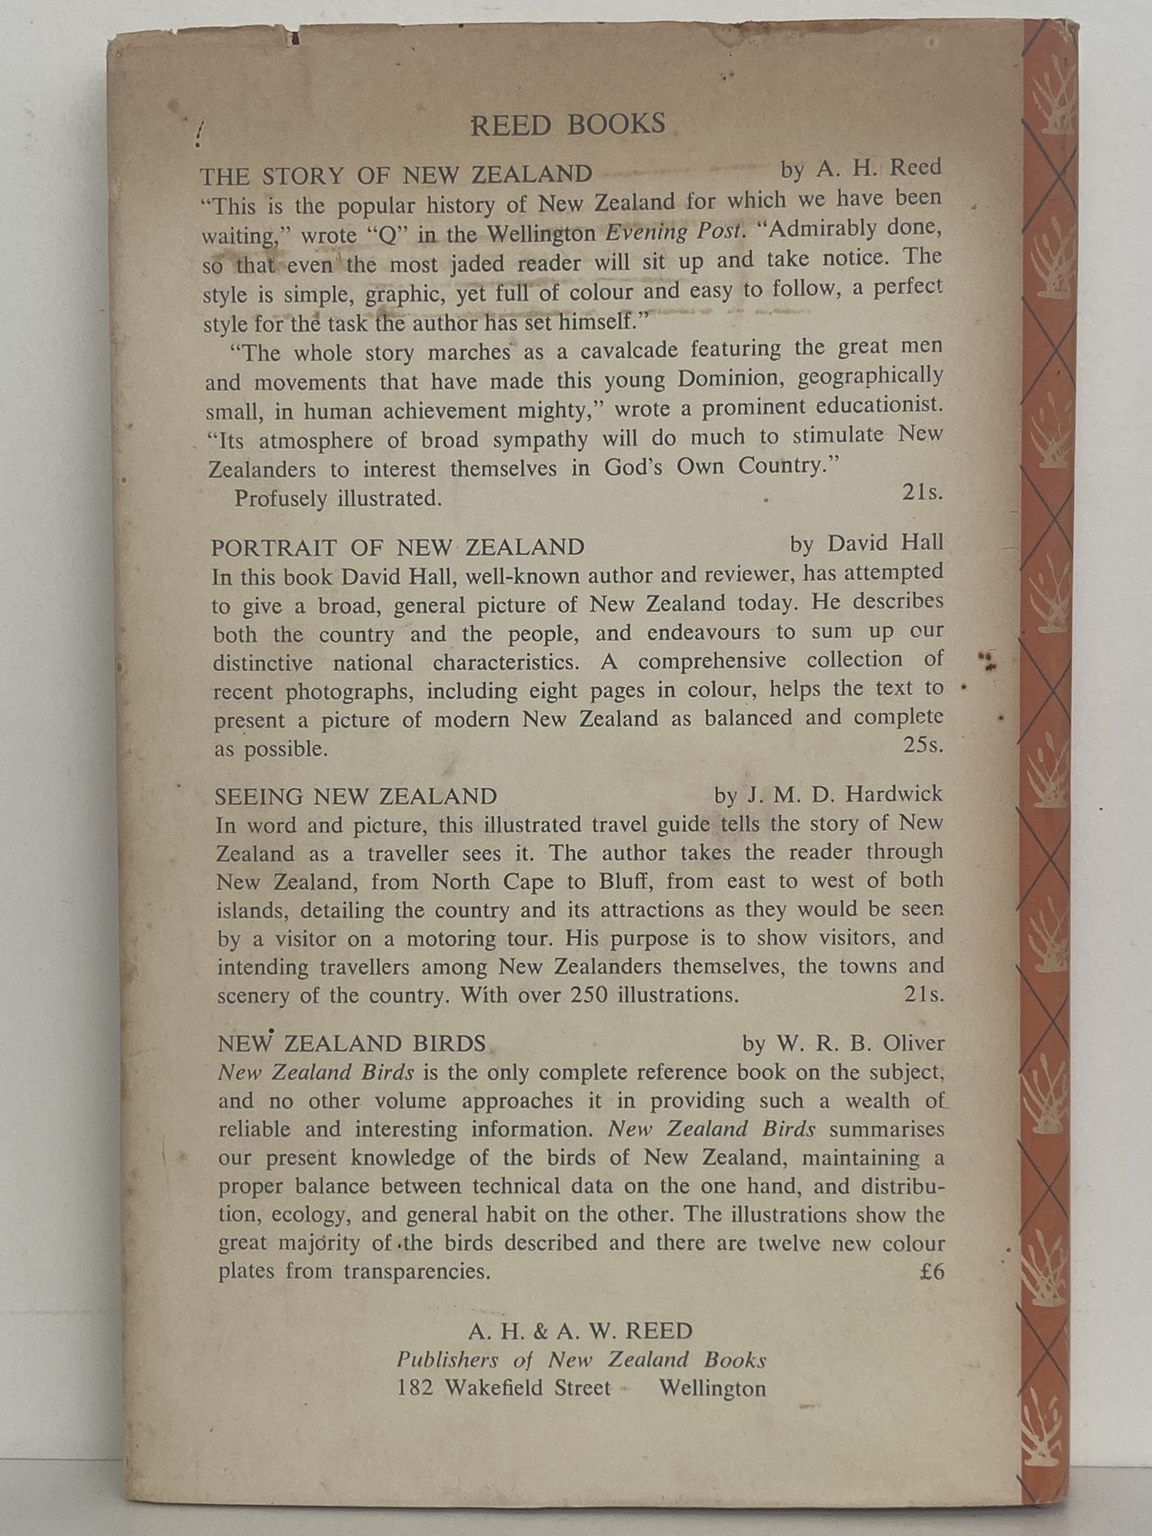 REED BOOKS
THE STORY OF NEW ZEALAND by A. H. Reed
“This is the popular history of New Zealand for which we have been
waiting,” wrote “Q” in the Wellington Evening Post. “Admirably done,
so that even the most jaded reader will sit up and take notice. The
style is simple, graphic, yet full of colour and easy to follow, a perfect
style for the task the author has set himself.”
“The whole story marches as a cavalcade featuring the great men
and movements that have made this young Dominion, geographically
small, in human achievement mighty,” wrote a prominent educationist.
“Its atmosphere of broad sympathy will do much to stimulate New
Zealanders to interest themselves in God’s Own Country.”
Profusely illustrated. 21s.
PORTRAIT OF NEW ZEALAND by David Hall
In this book David Hall, well-known author and reviewer, has attempted
to give a broad, general picture of New Zealand today. He describes
both the country and the people, and endeavours to sum up our
distinctive national characteristics. A comprehensive collection of
recent photographs, including eight pages in colour, helps the text to
present a picture of modern New Zealand as balanced and complete
as possible. 25s.
SEEING NEW ZEALAND by J. M. D. Hardwick
In word and picture, this illustrated travel guide tells the story of New
Zealand as a traveller sees it. The author takes the reader through
New Zealand, from North Cape to Bluff, from east to west of both
islands, detailing the country and its attractions as they would be seen
by a visitor on a motoring tour. His purpose is to show visitors, and
intending travellers among New Zealanders themselves, the towns and
scenery of the country. With over 250 illustrations. 21s.
NEW ZEALAND BIRDS by W. R. B. Oliver
New Zealand Birds is the only complete reference book on the subject,
and no other volume approaches it in providing such a wealth of
reliable and interesting information. New Zealand Birds summarises
our present knowledge of the birds of New Zealand, maintaining a
proper balance between technical data on the one hand, and distribu-
tion, ecology, and general habit on the other. The illustrations show the
great majority of the birds described and there are twelve new colour
plates from transparencies. £6
A. H. & A. W. REED
Publishers of New Zealand Books
182 Wakefield Street Wellington